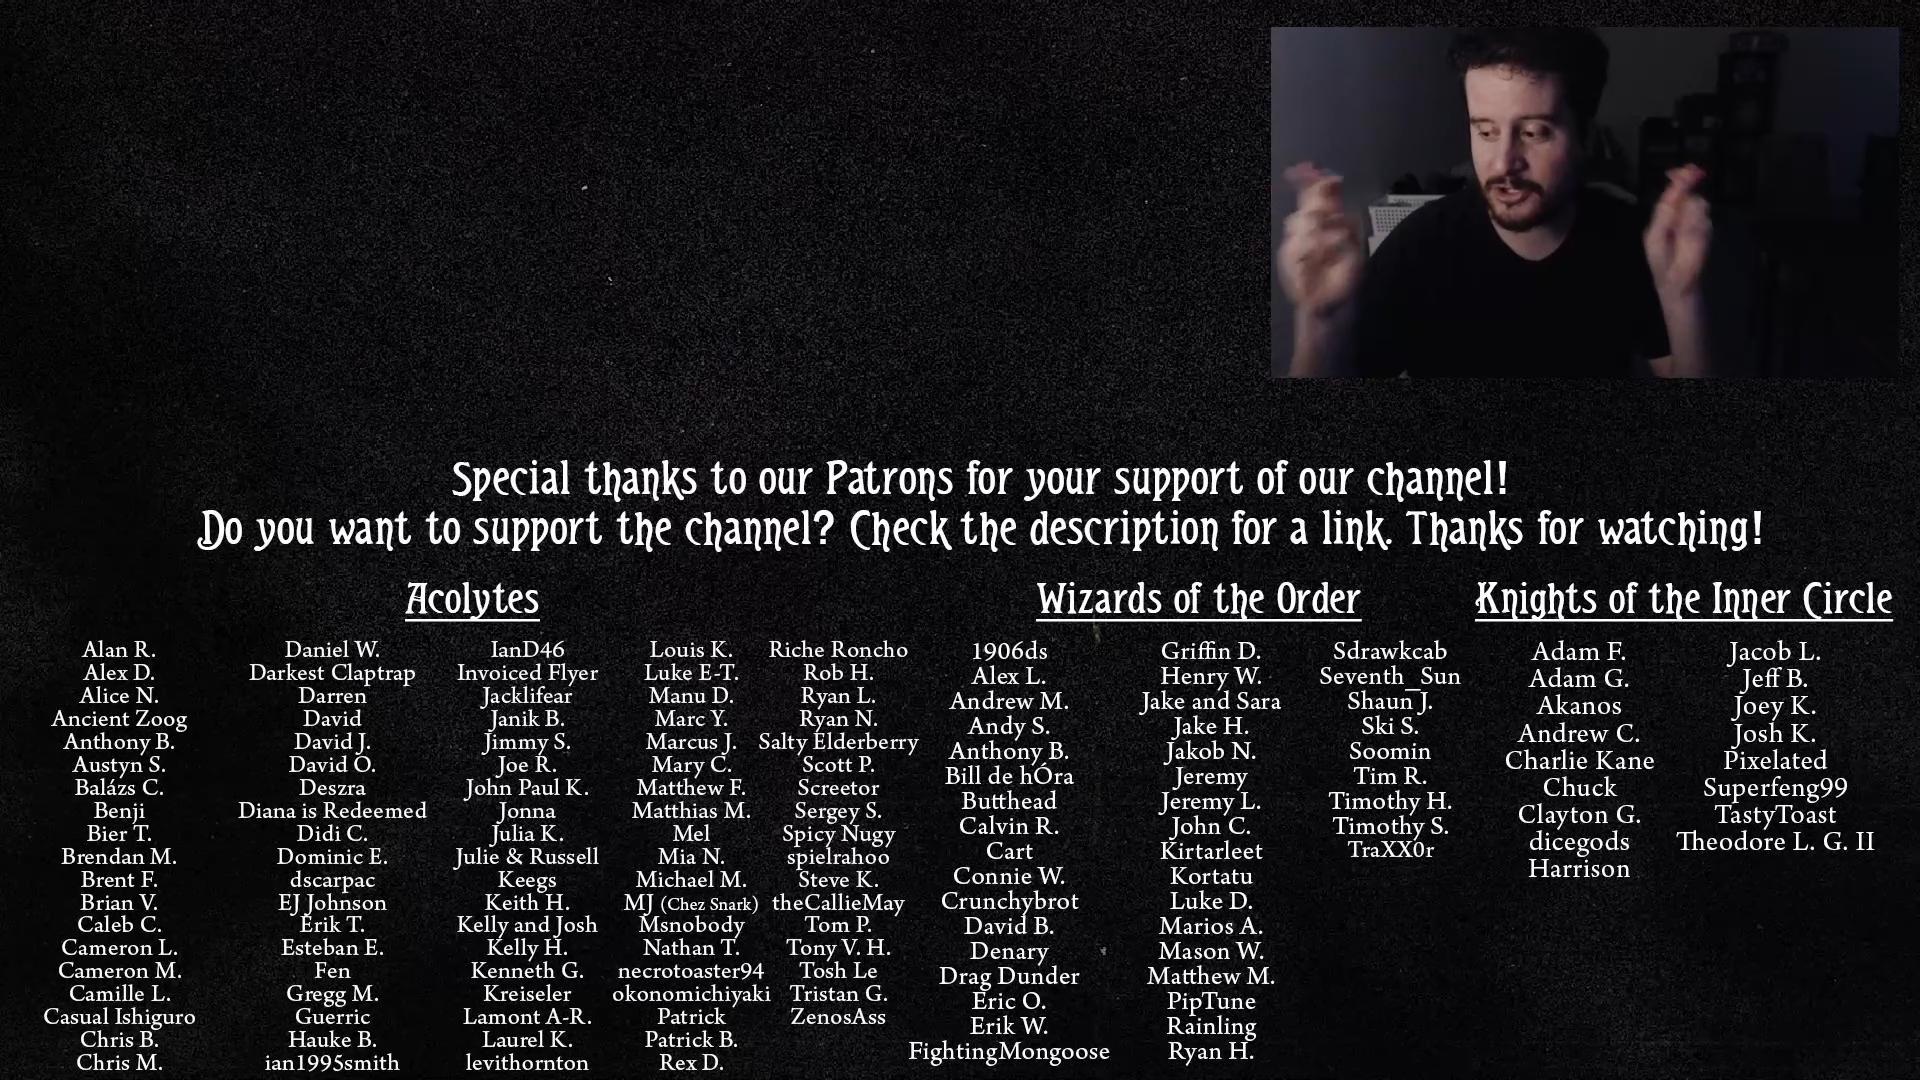 Special thanks to our Patrons for your support of our channel!
Do you want to support the channel? Check the description for a link. Thanks for watching!
Acolytes
Alan R.
Alex D.
Alice N.
Ancient Zoog
Anthony B.
Austyn S.
Balázs C.
Benji
Bier T.
Brendan M.
Brent F.
Brian V.
Caleb C.
Cameron L.
Cameron M.
Camille L.
Casual Ishiguro
Chris B.
Chris M.
Daniel W.
Darkest Claptrap
Darren
David
David J.
David O.
Deszra
Diana is Redeemed
Didi C.
Dominic E.
dscarpac
EJ Johnson
Erik T.
Esteban E.
Fen
Gregg M.
Guerric
Hauke B.
ian1995smith
IanD46
Invoiced Flyer
Jacklifear
Janik B.
Jimmy S.
Joe R.
John Paul K.
Jonna
Julia K.
Julie & Russell
Keegs
Keith H.
Kelly and Josh
Kelly H.
Kenneth G.
Kreiseler
Lamont A-R.
Laurel K.
levithornton
Louis K.
Luke E-T.
Manu D.
Marc Y.
Marcus J.
Mary C.
Matthew F.
Matthias M.
Mel
Mia N.
Michael M.
MJ (Chez Snark)
Msnobody
Nathan T.
necrotoaster94
okonomichiyaki
Patrick
Patrick B.
Rex D.
Riche Roncho
Rob H.
Ryan L.
Ryan N.
Salty Elderberry
Scott P.
Screetor
Sergey S.
Spicy Nugy
spielrahoo
Steve K.
theCallieMay
Tom P.
Tony V. H.
Tosh Le
Tristan G.
ZenosAss
Wizards of the Order
1906ds
Alex L.
Andrew M.
Andy S.
Anthony B.
Bill de hÓra
Butthead
Calvin R.
Cart
Connie W.
Crunchybrot
David B.
Denary
Drag Dunder
Eric O.
Erik W.
FightingMongoose
Griffin D.
Henry W.
Jake and Sara
Jake H.
Jakob N.
Jeremy
Jeremy L.
John C.
Kirtarleet
Kortatu
Luke D.
Marios A.
Mason W.
Matthew M.
PipTune
Rainling
Ryan H.
Sdrawkcab
Seventh_Sun
Shaun J.
Ski S.
Soomin
Tim R.
Timothy H.
Timothy S.
TraXX0r
Knights of the Inner Circle
Adam F.
Adam G.
Akanos
Andrew C.
Charlie Kane
Chuck
Clayton G.
dicegods
Harrison
Jacob L.
Jeff B.
Joey K.
Josh K.
Pixelated
Superfeng99
TastyToast
Theodore L. G. II